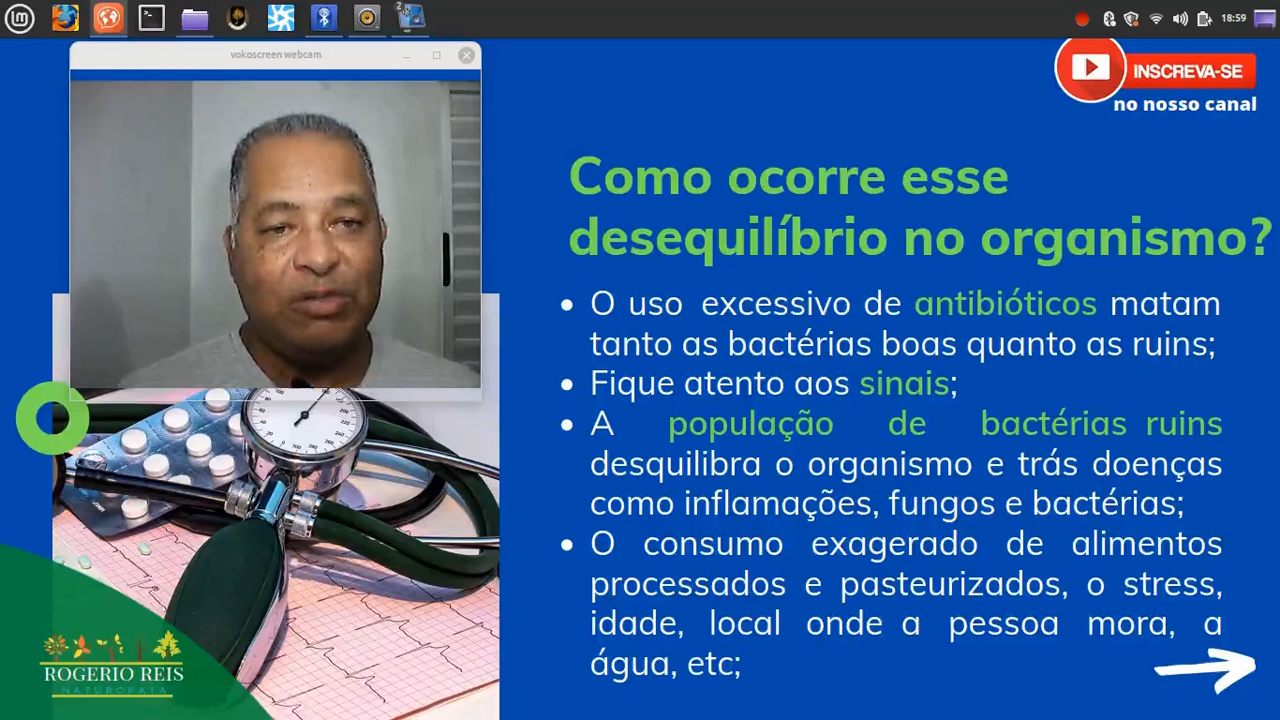 18:59
vokoscreen webcam
INSCREVA-SE
no nosso canal
Como ocorre esse
desequilíbrio no organismo?
• O uso excessivo de antibióticos matam
tanto as bactérias boas quanto as ruins;
• Fique atento aos sinais;
• A população de bactérias ruins
desquilibra o organismo e trás doenças
como inflamações, fungos e bactérias;
• O consumo exagerado de alimentos
processados e pasteurizados, o stress,
idade, local onde a pessoa mora, a
água, etc;
ROGERIO REIS
NATUROPATA